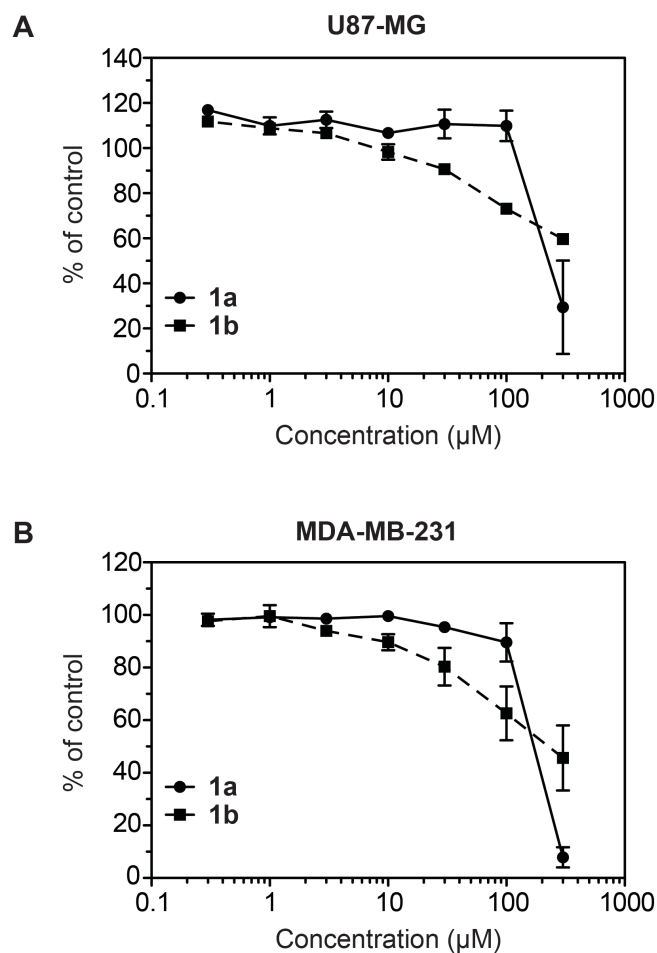 A
U87-MG
140
120
100
80
60
40
20
0
% of control
1a
1b
0.1 1 10 100 1000
Concentration (µM)
B
MDA-MB-231
120
100
80
60
40
20
0
% of control
1a
1b
0.1 1 10 100 1000
Concentration (µM)